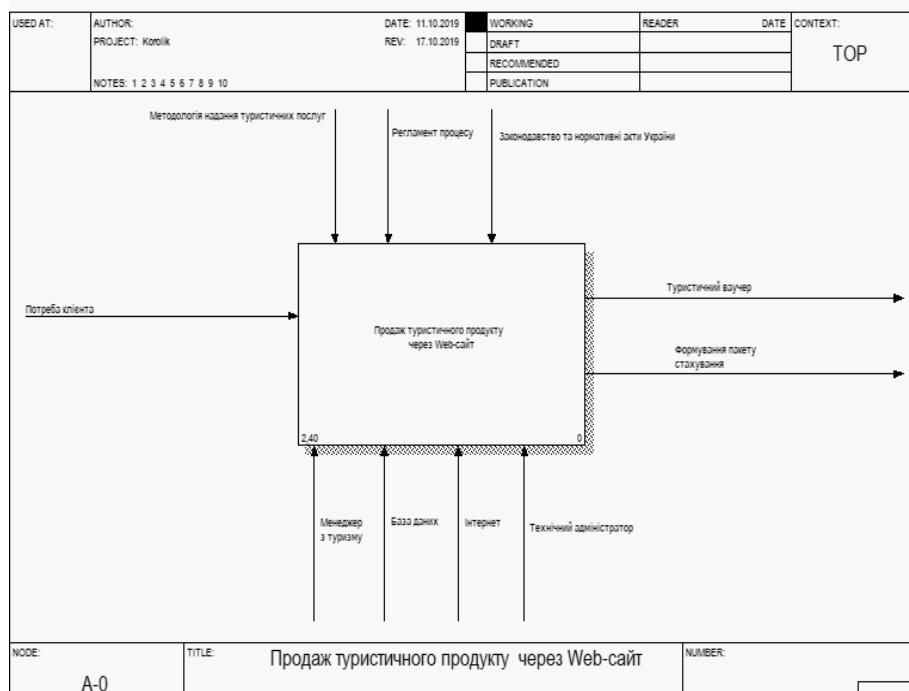 USED AT:
AUTHOR:
DATE: 11.10.2019
WORKING
READER
DATE
CONTEXT:
PROJECT: Korolik
REV: 17.10.2019
DRAFT
TOP
RECOMMENDED
NOTES: 1 2 3 4 5 6 7 8 9 10
PUBLICATION
Методологія надання туристичних послуг
Регламент процесу
Законодавство та нормативні акти України
Туристичний ваучер
Потреба клієнта
Продаж туристичного продукту
через Web-сайт
Формування пакету
стахування
2,40
0
Менеджер
з туризму
База даних
Інтернет
Технічний адміністратор
NODE:
TITLE:
Продаж туристичного продукту через Web-сайт
NUMBER:
A-0